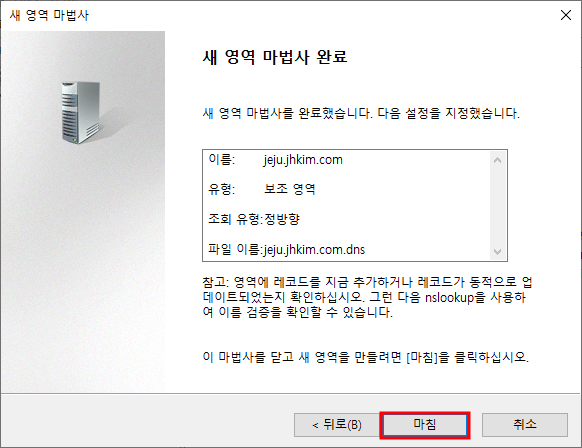 새 영역 마법사
새 영역 마법사 완료
새 영역 마법사를 완료했습니다. 다음 설정을 지정했습니다.
이름: jeju.jhkim.com
유형: 보조 영역
조회 유형:정방향
파일 이름:jeju.jhkim.com.dns
참고: 영역에 레코드를 지금 추가하거나 레코드가 동적으로 업
데이트되었는지 확인하십시오. 그런 다음 nslookup을 사용하
여 이름 검증을 확인할 수 있습니다.
이 마법사를 닫고 새 영역을 만들려면 [마침]을 클릭하십시오.
< 뒤로(B) 마침 취소